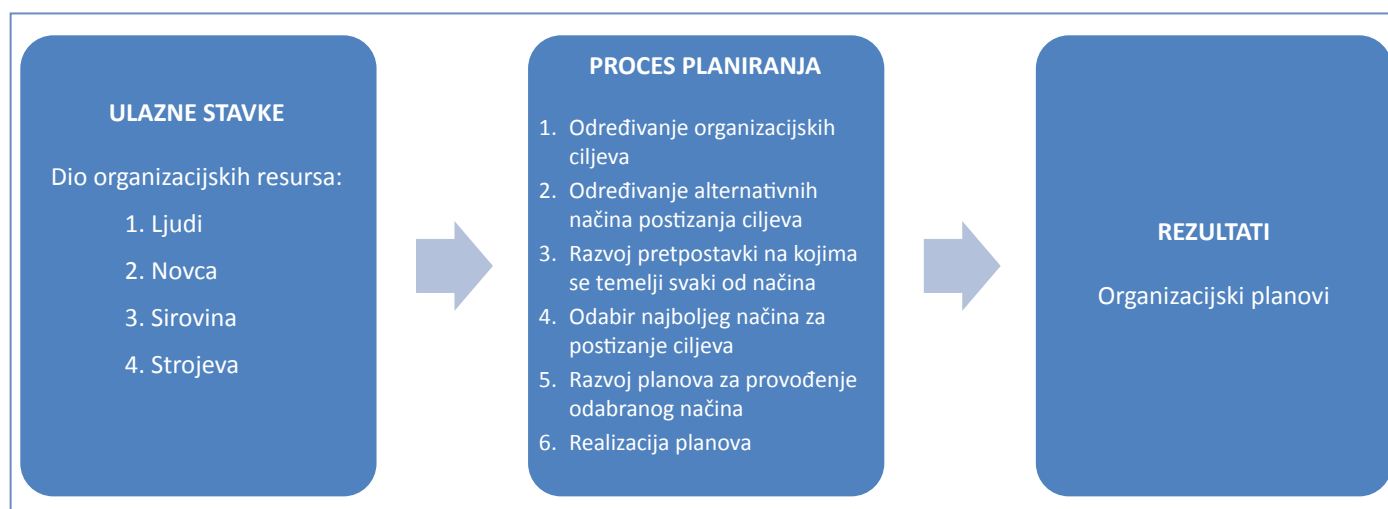 ULAZNE STAVKE
Dio organizacijskih resursa:
1. Ljudi
2. Novca
3. Sirovina
4. Strojeva
PROCES PLANIRANJA
1. Određivanje organizacijskih
ciljeva
2. Određivanje alternativnih
načina postizanja ciljeva
3. Razvoj pretpostavki na kojima
se temelji svaki od načina
4. Odabir najboljeg načina za
postizanje ciljeva
5. Razvoj planova za provođenje
odabranog načina
6. Realizacija planova
REZULTATI
Organizacijski planovi